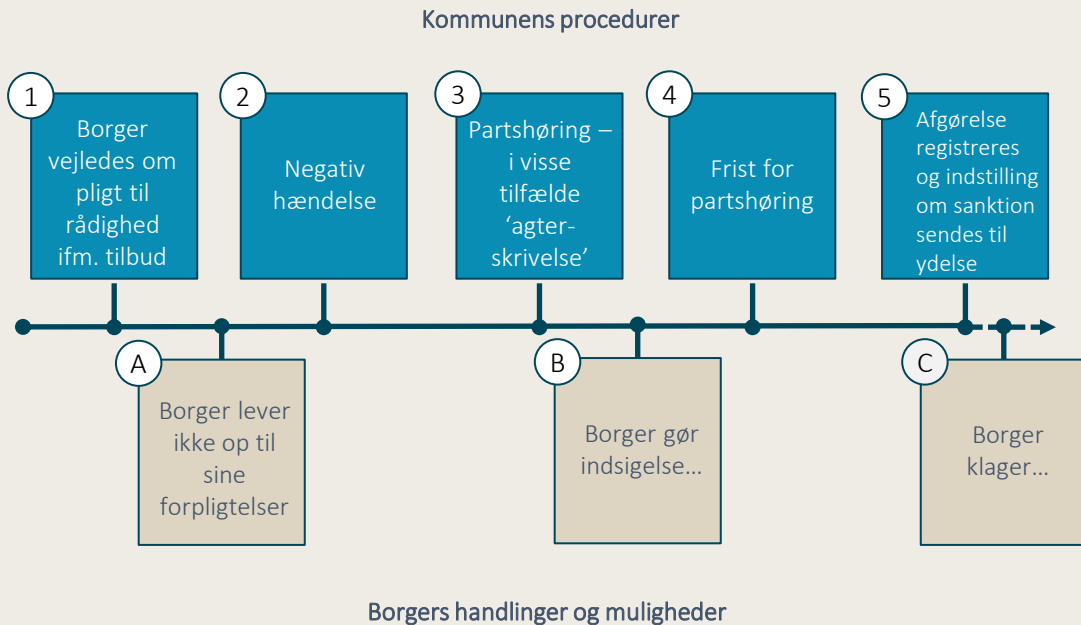 Kommunens procedurer
1
Borger
vejledes om
pligt til
rådighed
ifm. tilbud
2
Negativ
hændelse
3
Partshøring –
i visse
tilfælde
‘agter-
skrivelse’
4
Frist for
partshøring
5
Afgørelse
registreres
og indstilling
om sanktion
sendes til
ydelse
A
Borger lever
ikke op til
sine
forpligtelser
B
Borger gør
indsigelse...
C
Borger
klager...
Borgers handlinger og muligheder